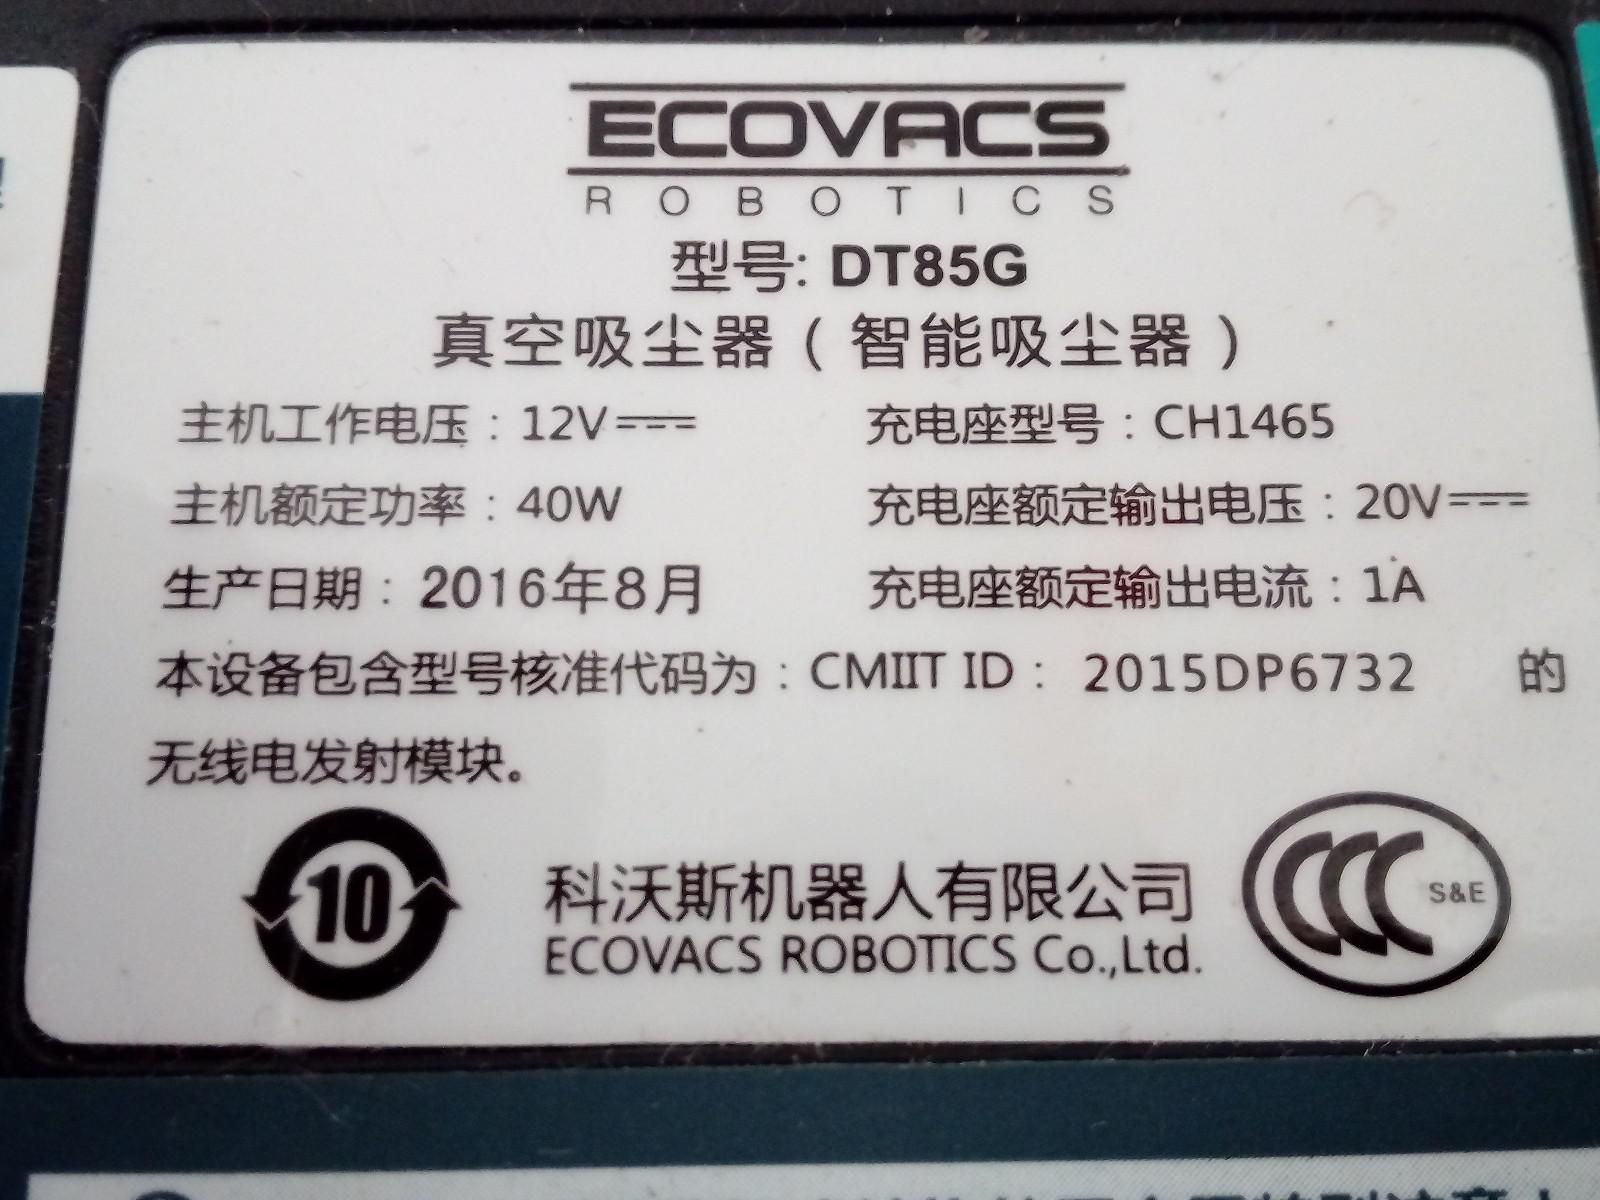 ECOVACS
ROBOTICS
型号: DT85G
真空吸尘器（智能吸尘器）
主机工作电压：12V⎓ 充电座型号：CH1465
主机额定功率：40W 充电座额定输出电压：20V⎓
生产日期：2016年8月 充电座额定输出电流：1A
本设备包含型号核准代码为：CMIIT ID：2015DP6732 的
无线电发射模块。
10
科沃斯机器人有限公司
ECOVACS ROBOTICS Co.,Ltd.
CCC S&E